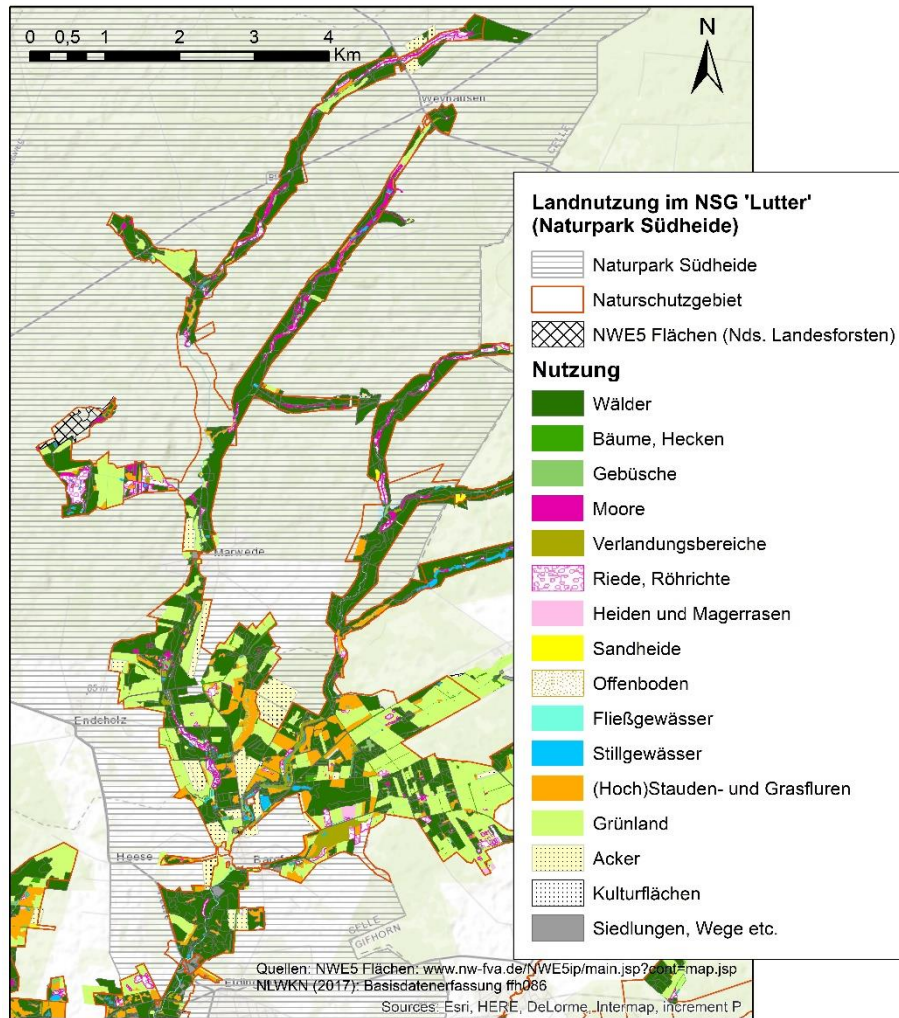 0 0,5 1 2 3 4
Km
N
Weyhausen
CELLE
Marwede
Endeholz
Heese
CELLE
GIFHORN
Landnutzung im NSG 'Lutter'
(Naturpark Südheide)
Naturpark Südheide
Naturschutzgebiet
NWE5 Flächen (Nds. Landesforsten)
Nutzung
Wälder
Bäume, Hecken
Gebüsche
Moore
Verlandungsbereiche
Riede, Röhrichte
Heiden und Magerrasen
Sandheide
Offenboden
Fließgewässer
Stillgewässer
(Hoch)Stauden- und Grasfluren
Grünland
Acker
Kulturflächen
Siedlungen, Wege etc.
Quellen: NWE5 Flächen: www.nw-fva.de/NWE5ip/main.jsp?cont=map.jsp
NLWKN (2017): Basisdatenerfassung ffh086
Sources: Esri, HERE, DeLorme, Intermap, increment P